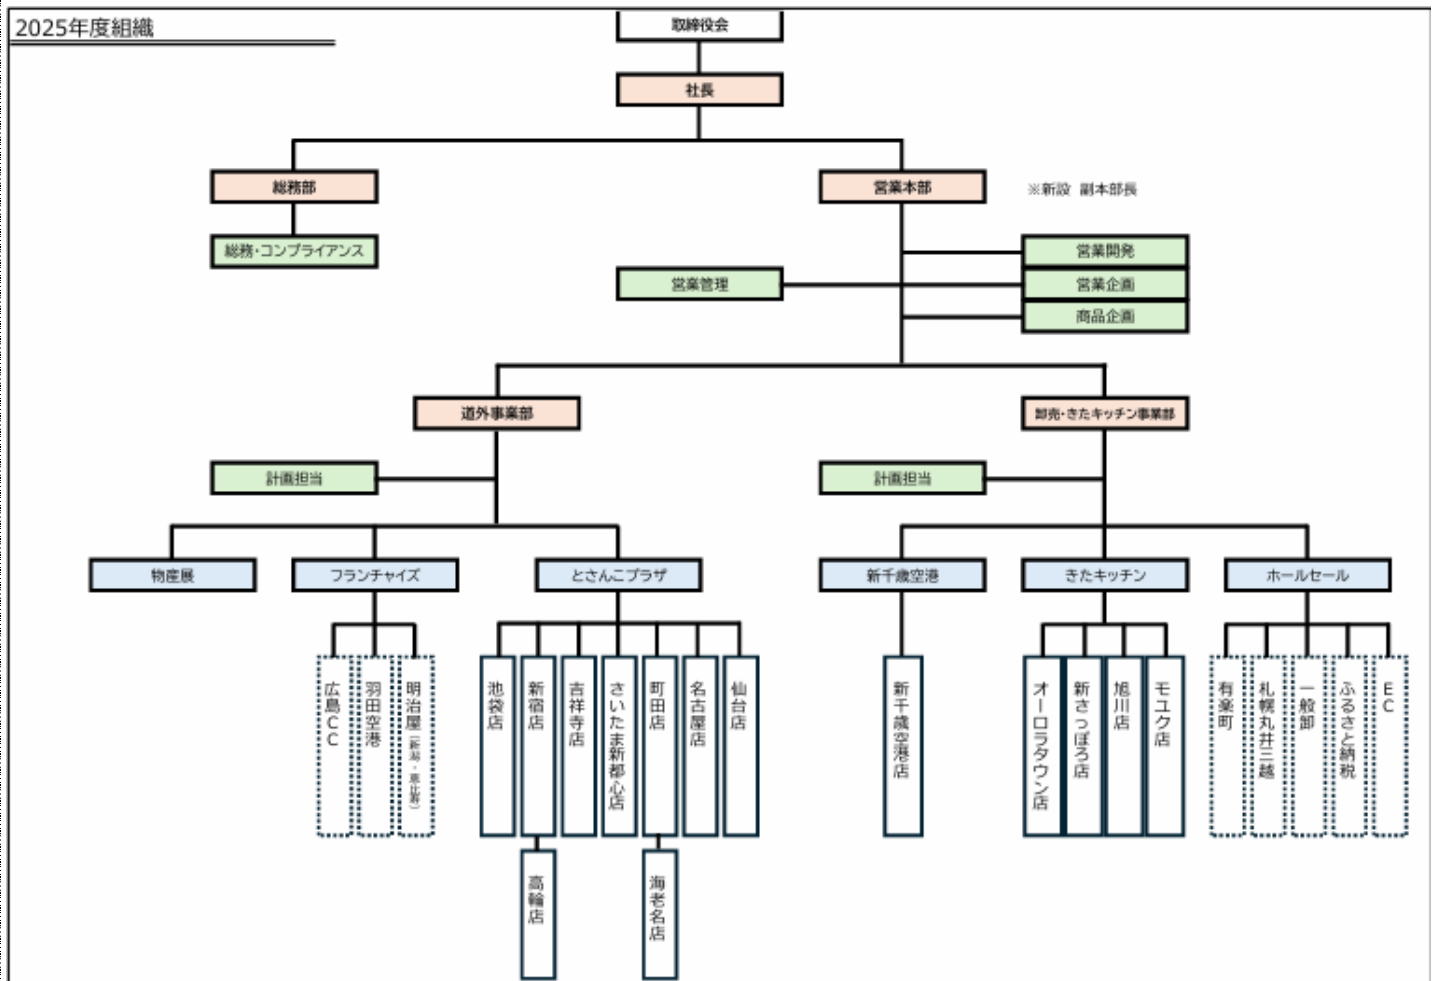 2025年度組織
取締役会
社長
総務部
営業本部
※新設 副本部長
総務・コンプライアンス
営業開発
営業管理
営業企画
商品企画
道外事業部
卸売・きたキッチン事業部
計画担当
計画担当
物産展
フランチャイズ
とさんこプラザ
新千歳空港
きたキッチン
ホールセール
広島CC
羽田空港
明治屋(新潟・恵比寿)
池袋店
新宿店
吉祥寺店
さいたま新都心店
町田店
名古屋店
仙台店
新千歳空港店
オーロラタウン店
新さっぽろ店
旭川店
モユク店
有楽町
札幌丸井三越
一般卸
ふるさと納税
EC
高輪店
海老名店